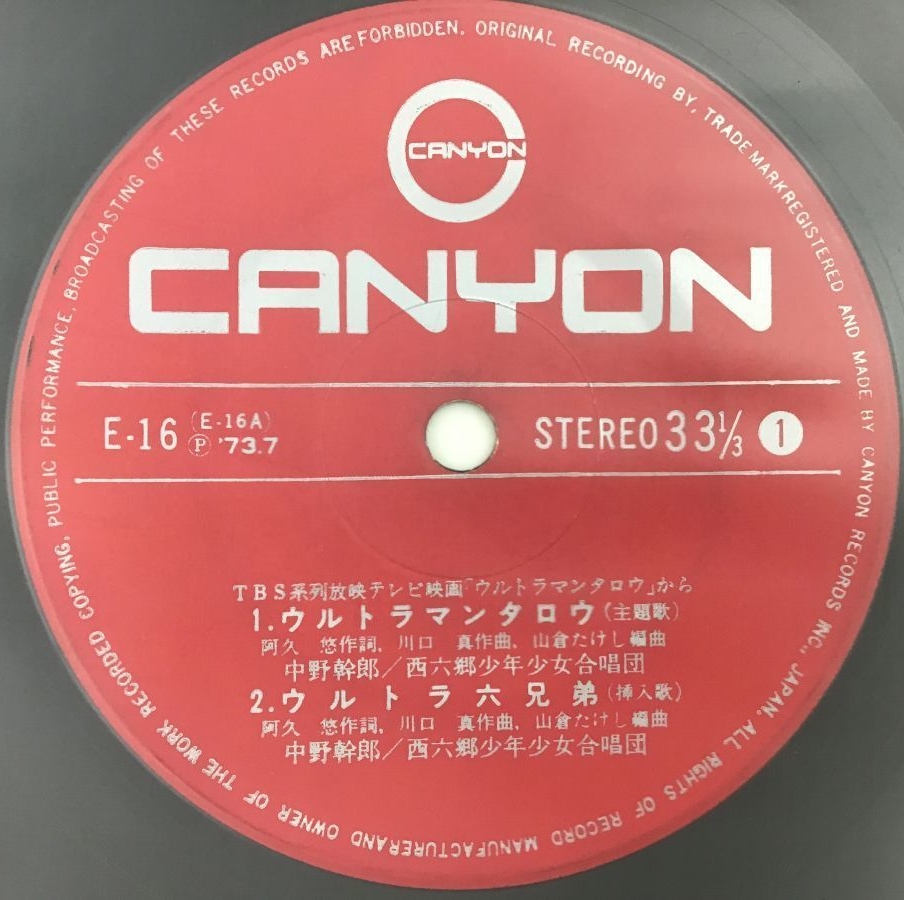 CANYON
CANYON
E-16 (E-16A)
Ⓟ '73.7
STEREO 33⅓ 1
TBS系列放映テレビ映画「ウルトラマンタロウ」から
1.ウルトラマンタロウ(主題歌)
阿久 悠作詞, 川口 真作曲, 山倉たけし編曲
中野幹郎/西六郷少年少女合唱団
2.ウルトラ六兄弟(挿入歌)
阿久 悠作詞, 川口 真作曲, 山倉たけし編曲
中野幹郎/西六郷少年少女合唱団
ORIGINAL RECORDING BY, TRADE MARK REGISTERED AND MADE BY CANYON RECORDS INC., JAPAN. ALL RIGHTS OF RECORD MANUFACTURERAND OWNER OF THE WORK RECORDED COPYING, PUBLIC PERFORMANCE, BROADCASTING OF THESE RECORDS ARE FORBIDDEN.